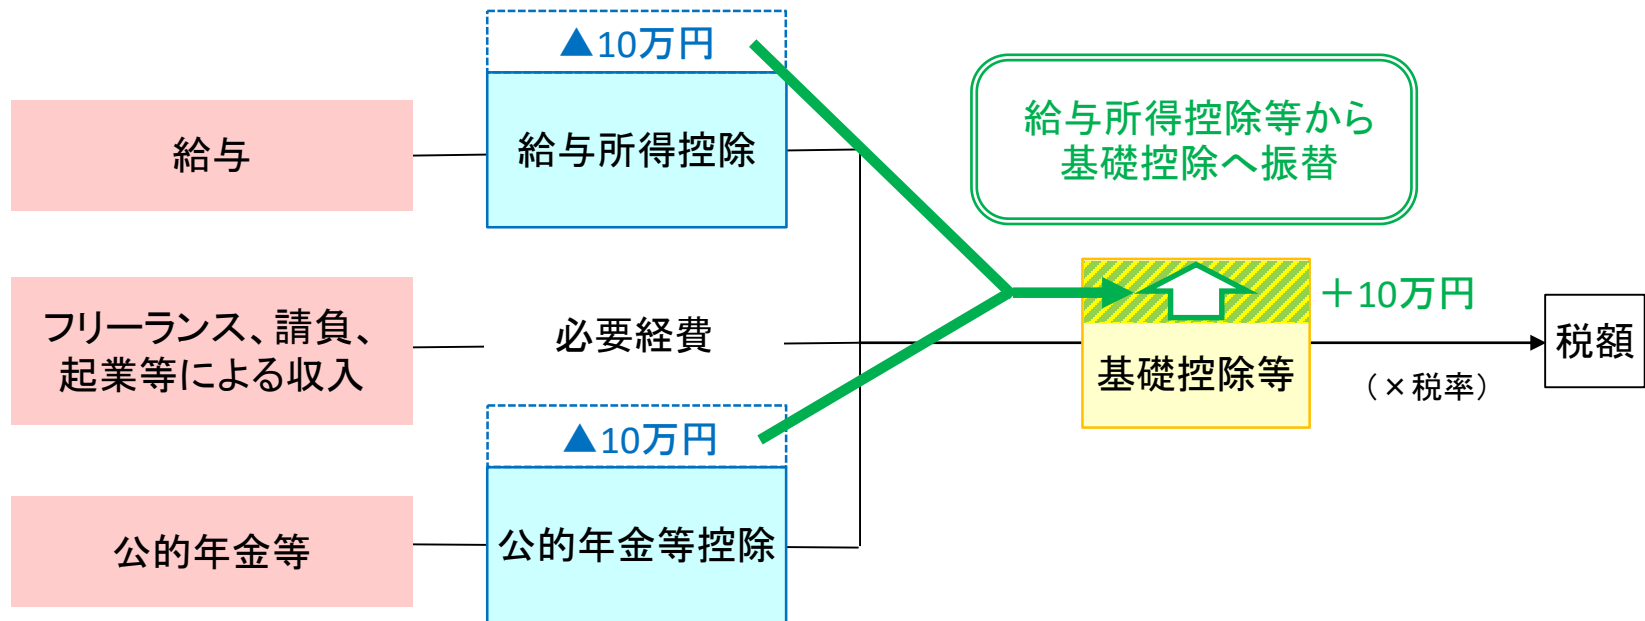 ▲10万円
給与
給与所得控除
給与所得控除等から
基礎控除へ振替
フリーランス、請負、
起業等による収入
必要経費
+10万円
基礎控除等
(×税率)
税額
▲10万円
公的年金等
公的年金等控除